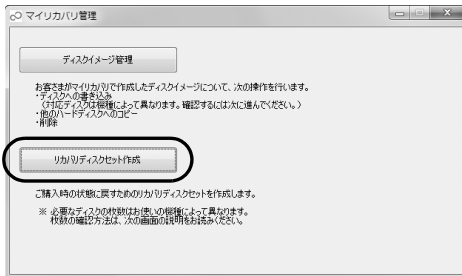 マイリカバリ管理
ディスクイメージ管理
お客さまがマイリカバリで作成したディスクイメージについて、次の操作を行います。
・ディスクへの書き込み
(対応ディスクは機種によって異なります。確認するには次に進んでください。)
・他のハードディスクへのコピー
・削除
リカバリディスクセット作成
ご購入時の状態に戻すためのリカバリディスクセットを作成します。
※ 必要なディスクの枚数はお使いの機種によって異なります。
枚数の確認方法は、次の画面の説明をお読みください。